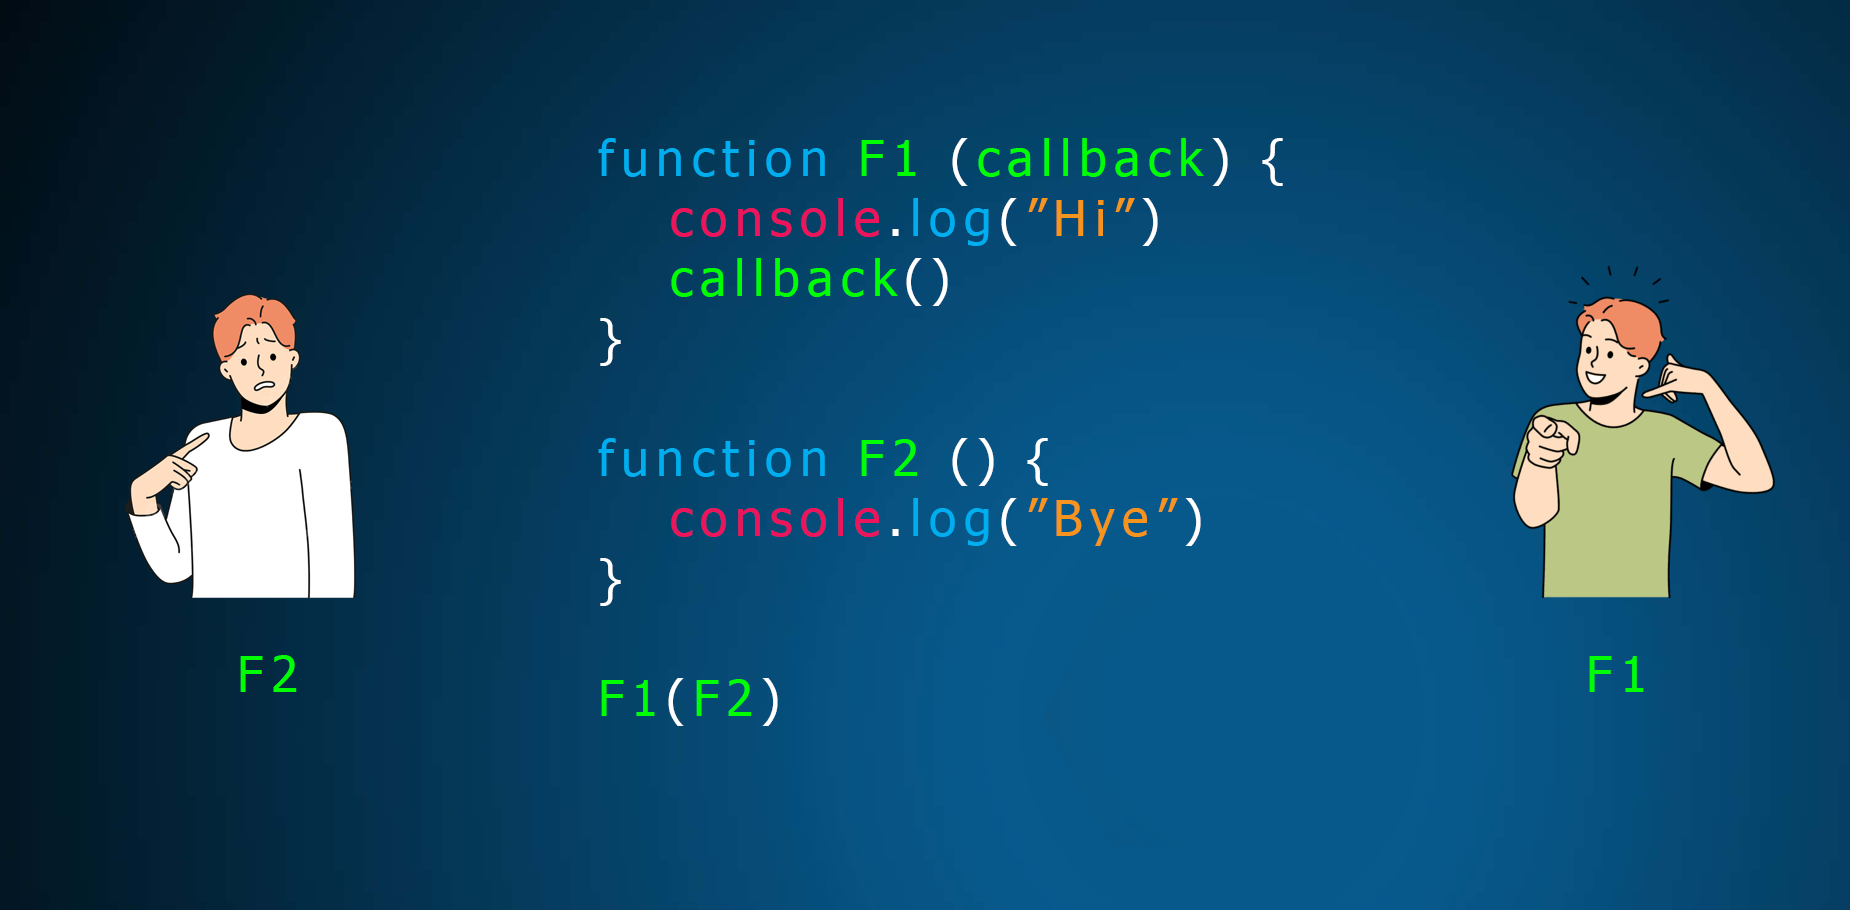 function F1 (callback) {
console.log(”Hi”)
callback()
}
function F2 () {
console.log(”Bye”)
}
F1(F2)
F2
F1